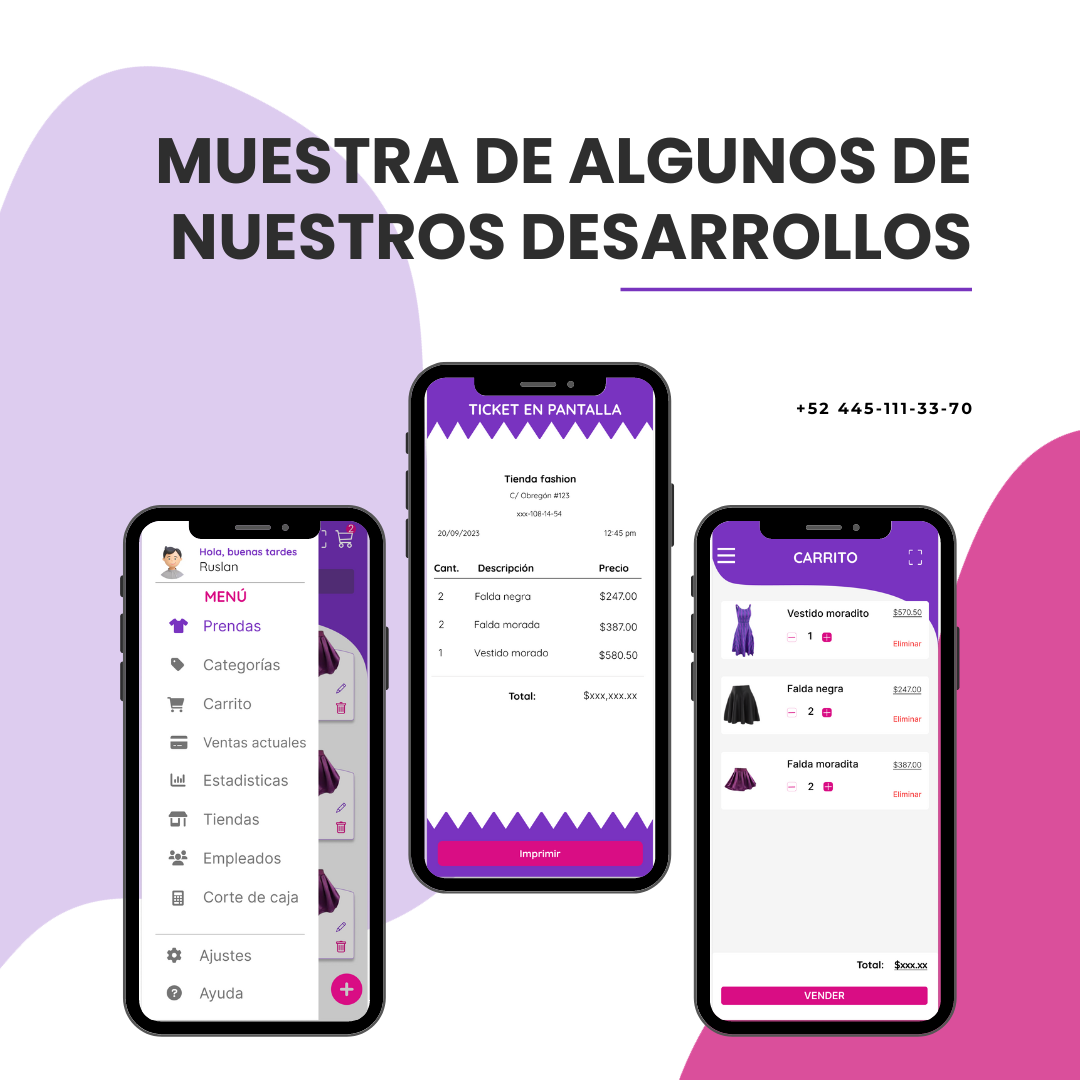 MUESTRA DE ALGUNOS DE
NUESTROS DESARROLLOS
+52 445-111-33-70
Hola, buenas tardes
Ruslan
MENÚ
Prendas
Categorías
Carrito
Ventas actuales
Estadisticas
Tiendas
Empleados
Corte de caja
Ajustes
Ayuda
2
TICKET EN PANTALLA
Tienda fashion
C/ Obregón #123
xxx-108-14-54
20/09/2023 12:45 pm
Cant. Descripción Precio
2 Falda negra $247.00
2 Falda morada $387.00
1 Vestido morado $580.50
Total: $xxx,xxx.xx
Imprimir
CARRITO
Vestido moradito $570.50
1
Eliminar
Falda negra $247.00
2
Eliminar
Falda moradita $387.00
2
Eliminar
Total: $xxx.xx
VENDER